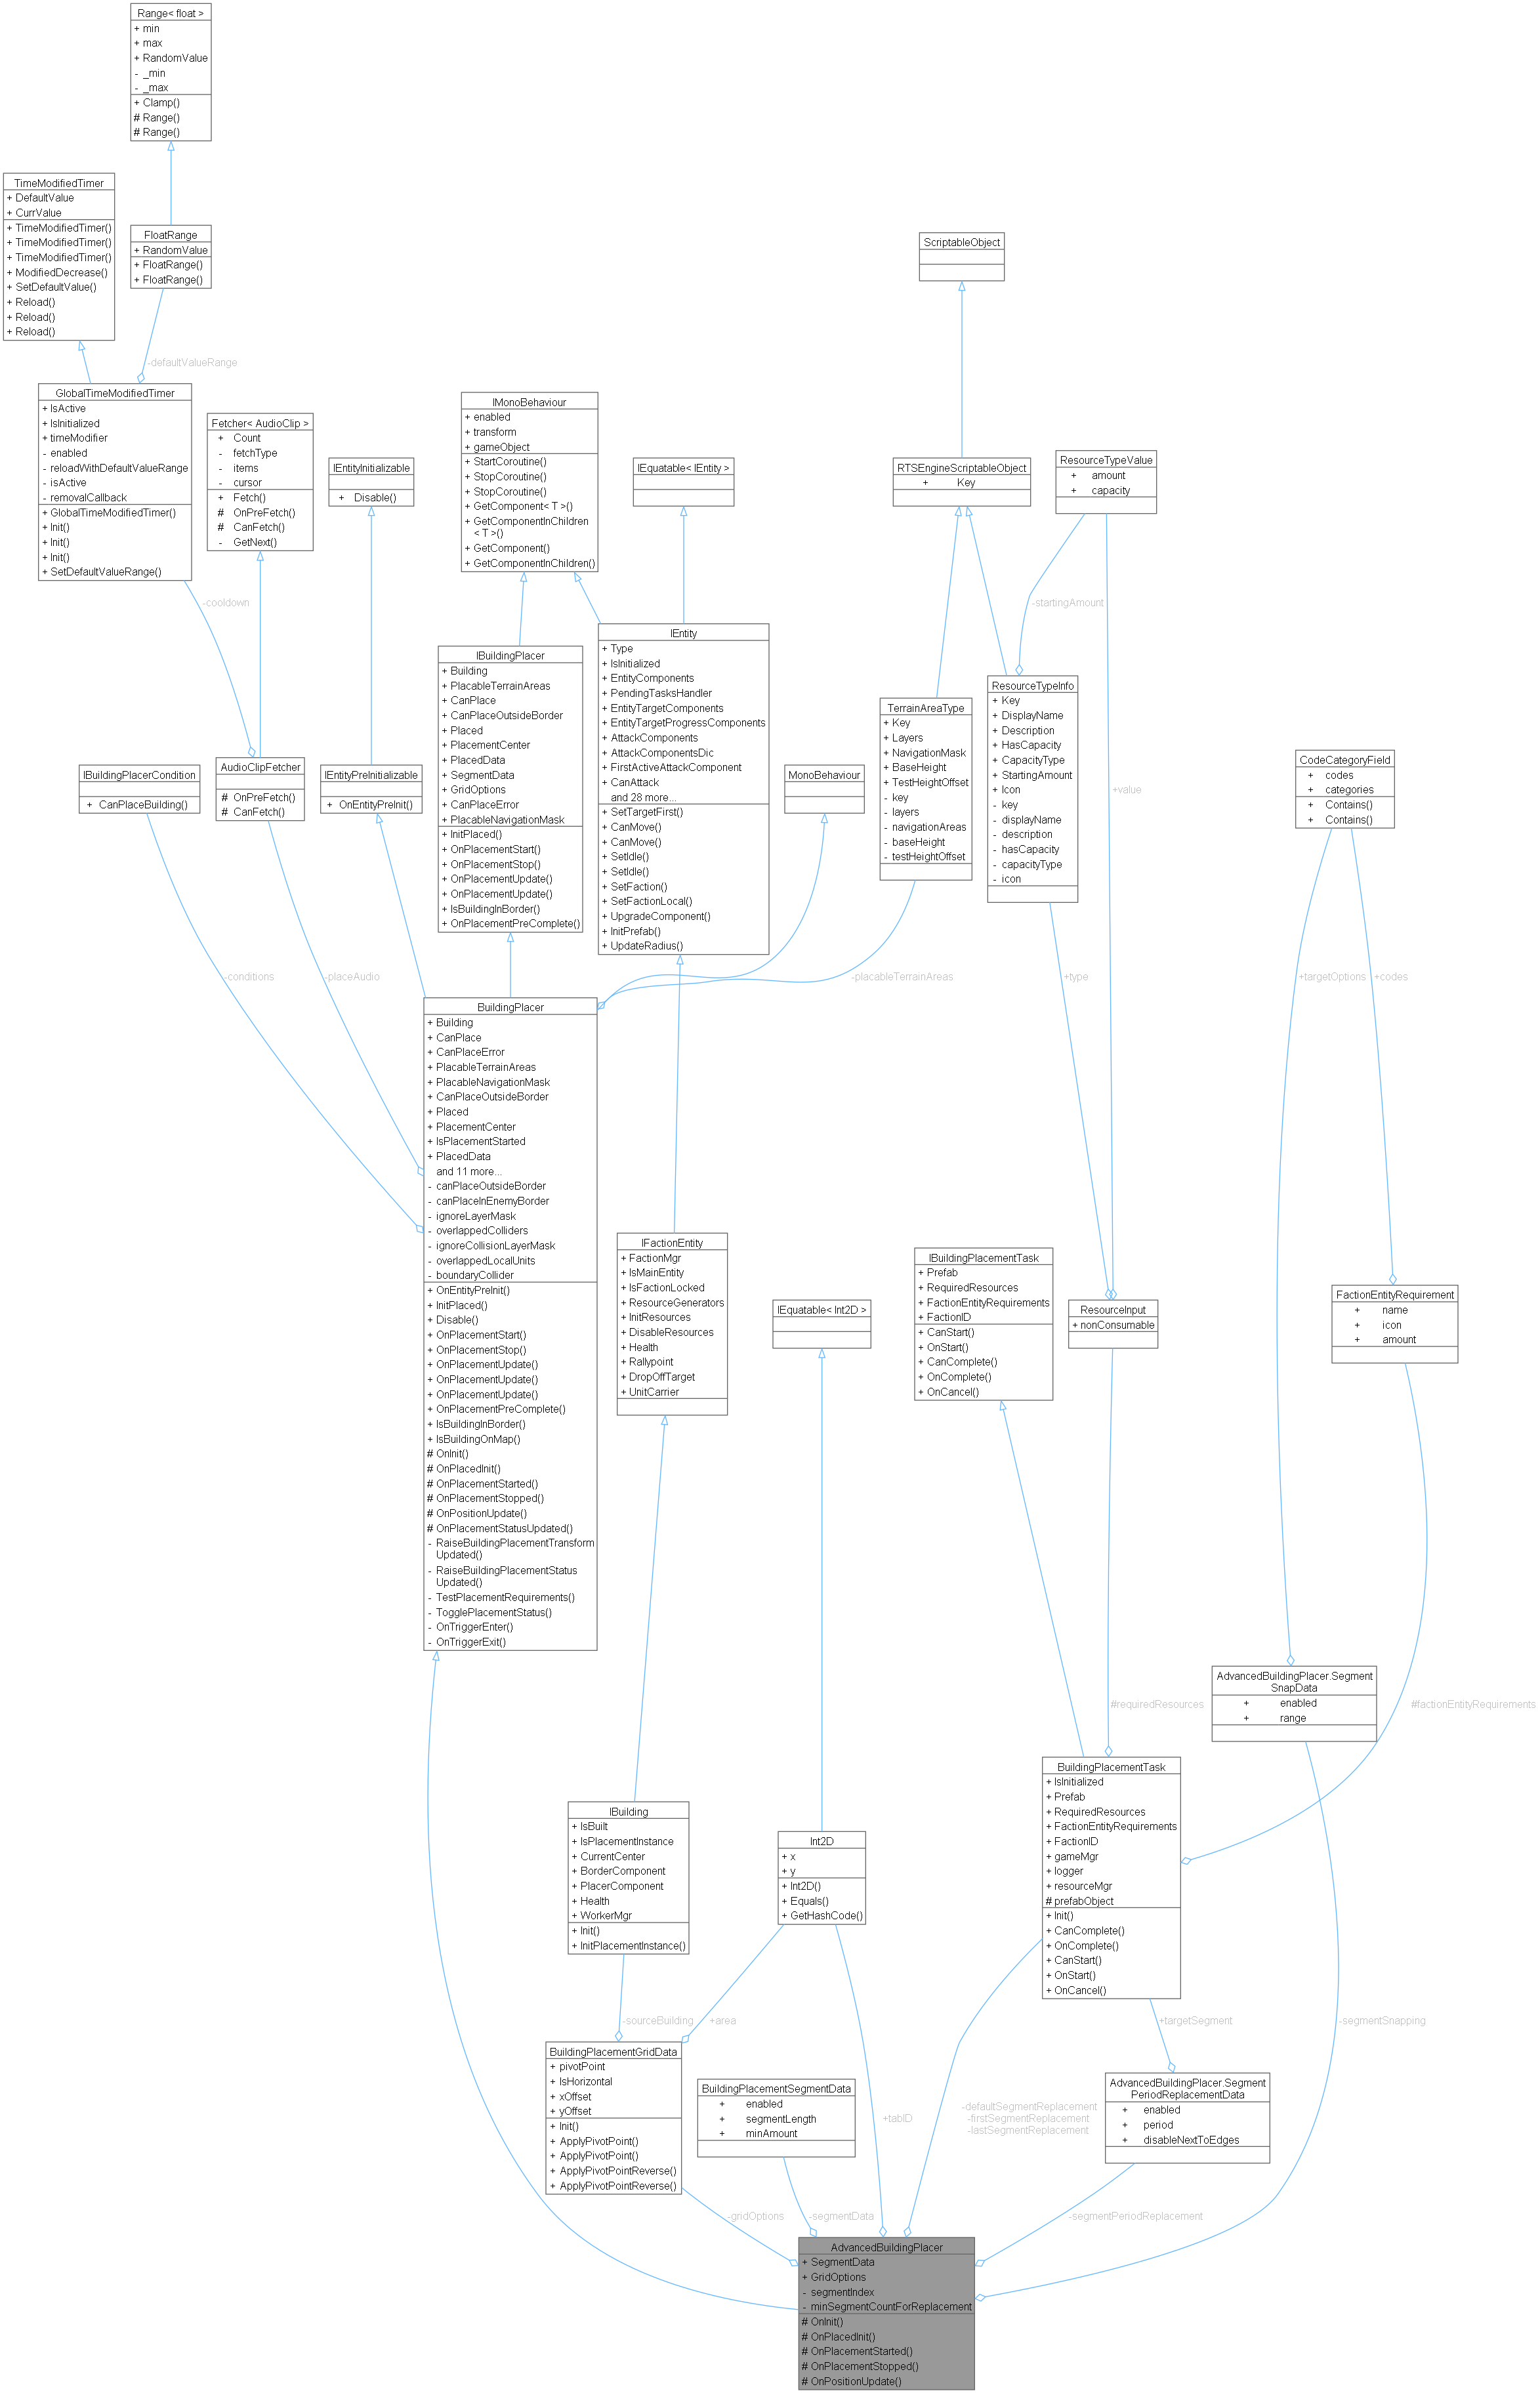 Range< float >
+ min
+ max
+ RandomValue
- _min
- _max
+ Clamp()
# Range()
# Range()
TimeModifiedTimer
+ DefaultValue
+ CurrValue
+ TimeModifiedTimer()
+ TimeModifiedTimer()
+ TimeModifiedTimer()
+ ModifiedDecrease()
+ SetDefaultValue()
+ Reload()
+ Reload()
+ Reload()
FloatRange
+ RandomValue
+ FloatRange()
+ FloatRange()
ScriptableObject
-defaultValueRange
GlobalTimeModifiedTimer
+ IsActive
+ IsInitialized
+ timeModifier
- enabled
- reloadWithDefaultValueRange
- isActive
- removalCallback
+ GlobalTimeModifiedTimer()
+ Init()
+ Init()
+ Init()
+ SetDefaultValueRange()
Fetcher< AudioClip >
+ Count
- fetchType
- items
- cursor
+ Fetch()
# OnPreFetch()
# CanFetch()
- GetNext()
IEntityInitializable
+ Disable()
IMonoBehaviour
+ enabled
+ transform
+ gameObject
+ StartCoroutine()
+ StopCoroutine()
+ StopCoroutine()
+ GetComponent< T >()
+ GetComponentInChildren
< T >()
+ GetComponent()
+ GetComponentInChildren()
IEquatable< IEntity >
RTSEngineScriptableObject
+ Key
ResourceTypeValue
+ amount
+ capacity
-cooldown
-startingAmount
IBuildingPlacer
+ Building
+ PlacableTerrainAreas
+ CanPlace
+ CanPlaceOutsideBorder
+ Placed
+ PlacementCenter
+ PlacedData
+ SegmentData
+ GridOptions
+ CanPlaceError
+ PlacableNavigationMask
+ InitPlaced()
+ OnPlacementStart()
+ OnPlacementStop()
+ OnPlacementUpdate()
+ OnPlacementUpdate()
+ IsBuildingInBorder()
+ OnPlacementPreComplete()
IEntity
+ Type
+ IsInitialized
+ EntityComponents
+ PendingTasksHandler
+ EntityTargetComponents
+ EntityTargetProgressComponents
+ AttackComponents
+ AttackComponentsDic
+ FirstActiveAttackComponent
+ CanAttack
and 28 more...
+ SetTargetFirst()
+ CanMove()
+ CanMove()
+ SetIdle()
+ SetIdle()
+ SetFaction()
+ SetFactionLocal()
+ UpgradeComponent()
+ InitPrefab()
+ UpdateRadius()
TerrainAreaType
+ Key
+ Layers
+ NavigationMask
+ BaseHeight
+ TestHeightOffset
- key
- layers
- navigationAreas
- baseHeight
- testHeightOffset
ResourceTypeInfo
+ Key
+ DisplayName
+ Description
+ HasCapacity
+ CapacityType
+ StartingAmount
+ Icon
- key
- displayName
- description
- hasCapacity
- capacityType
- icon
+value
CodeCategoryField
+ codes
+ categories
+ Contains()
+ Contains()
IBuildingPlacerCondition
+ CanPlaceBuilding()
AudioClipFetcher
# OnPreFetch()
# CanFetch()
IEntityPreInitializable
+ OnEntityPreInit()
MonoBehaviour
-conditions
-placeAudio
-placableTerrainAreas
+type
+targetOptions
+codes
BuildingPlacer
+ Building
+ CanPlace
+ CanPlaceError
+ PlacableTerrainAreas
+ PlacableNavigationMask
+ CanPlaceOutsideBorder
+ Placed
+ PlacementCenter
+ IsPlacementStarted
+ PlacedData
and 11 more...
- canPlaceOutsideBorder
- canPlaceInEnemyBorder
- ignoreLayerMask
- overlappedColliders
- ignoreCollisionLayerMask
- overlappedLocalUnits
- boundaryCollider
+ OnEntityPreInit()
+ InitPlaced()
+ Disable()
+ OnPlacementStart()
+ OnPlacementStop()
+ OnPlacementUpdate()
+ OnPlacementUpdate()
+ OnPlacementUpdate()
+ OnPlacementPreComplete()
+ IsBuildingInBorder()
+ IsBuildingOnMap()
# OnInit()
# OnPlacedInit()
# OnPlacementStarted()
# OnPlacementStopped()
# OnPositionUpdate()
# OnPlacementStatusUpdated()
- RaiseBuildingPlacementTransform
Updated()
- RaiseBuildingPlacementStatus
Updated()
- TestPlacementRequirements()
- TogglePlacementStatus()
- OnTriggerEnter()
- OnTriggerExit()
IFactionEntity
+ FactionMgr
+ IsMainEntity
+ IsFactionLocked
+ ResourceGenerators
+ InitResources
+ DisableResources
+ Health
+ Rallypoint
+ DropOffTarget
+ UnitCarrier
IEquatable< Int2D >
IBuildingPlacementTask
+ Prefab
+ RequiredResources
+ FactionEntityRequirements
+ FactionID
+ CanStart()
+ OnStart()
+ CanComplete()
+ OnComplete()
+ OnCancel()
ResourceInput
+ nonConsumable
FactionEntityRequirement
+ name
+ icon
+ amount
AdvancedBuildingPlacer.Segment
SnapData
+ enabled
+ range
#requiredResources
#factionEntityRequirements
BuildingPlacementTask
+ IsInitialized
+ Prefab
+ RequiredResources
+ FactionEntityRequirements
+ FactionID
+ gameMgr
+ logger
+ resourceMgr
# prefabObject
+ Init()
+ CanComplete()
+ OnComplete()
+ CanStart()
+ OnStart()
+ OnCancel()
IBuilding
+ IsBuilt
+ IsPlacementInstance
+ CurrentCenter
+ BorderComponent
+ PlacerComponent
+ Health
+ WorkerMgr
+ Init()
+ InitPlacementInstance()
Int2D
+ x
+ y
+ Int2D()
+ Equals()
+ GetHashCode()
-sourceBuilding
+area
+targetSegment
-segmentSnapping
BuildingPlacementGridData
+ pivotPoint
+ IsHorizontal
+ xOffset
+ yOffset
+ Init()
+ ApplyPivotPoint()
+ ApplyPivotPoint()
+ ApplyPivotPointReverse()
+ ApplyPivotPointReverse()
BuildingPlacementSegmentData
+ enabled
+ segmentLength
+ minAmount
+tabID
-defaultSegmentReplacement
-firstSegmentReplacement
-lastSegmentReplacement
AdvancedBuildingPlacer.Segment
PeriodReplacementData
+ enabled
+ period
+ disableNextToEdges
-gridOptions
-segmentData
-segmentPeriodReplacement
AdvancedBuildingPlacer
+ SegmentData
+ GridOptions
- segmentIndex
- minSegmentCountForReplacement
# OnInit()
# OnPlacedInit()
# OnPlacementStarted()
# OnPlacementStopped()
# OnPositionUpdate()